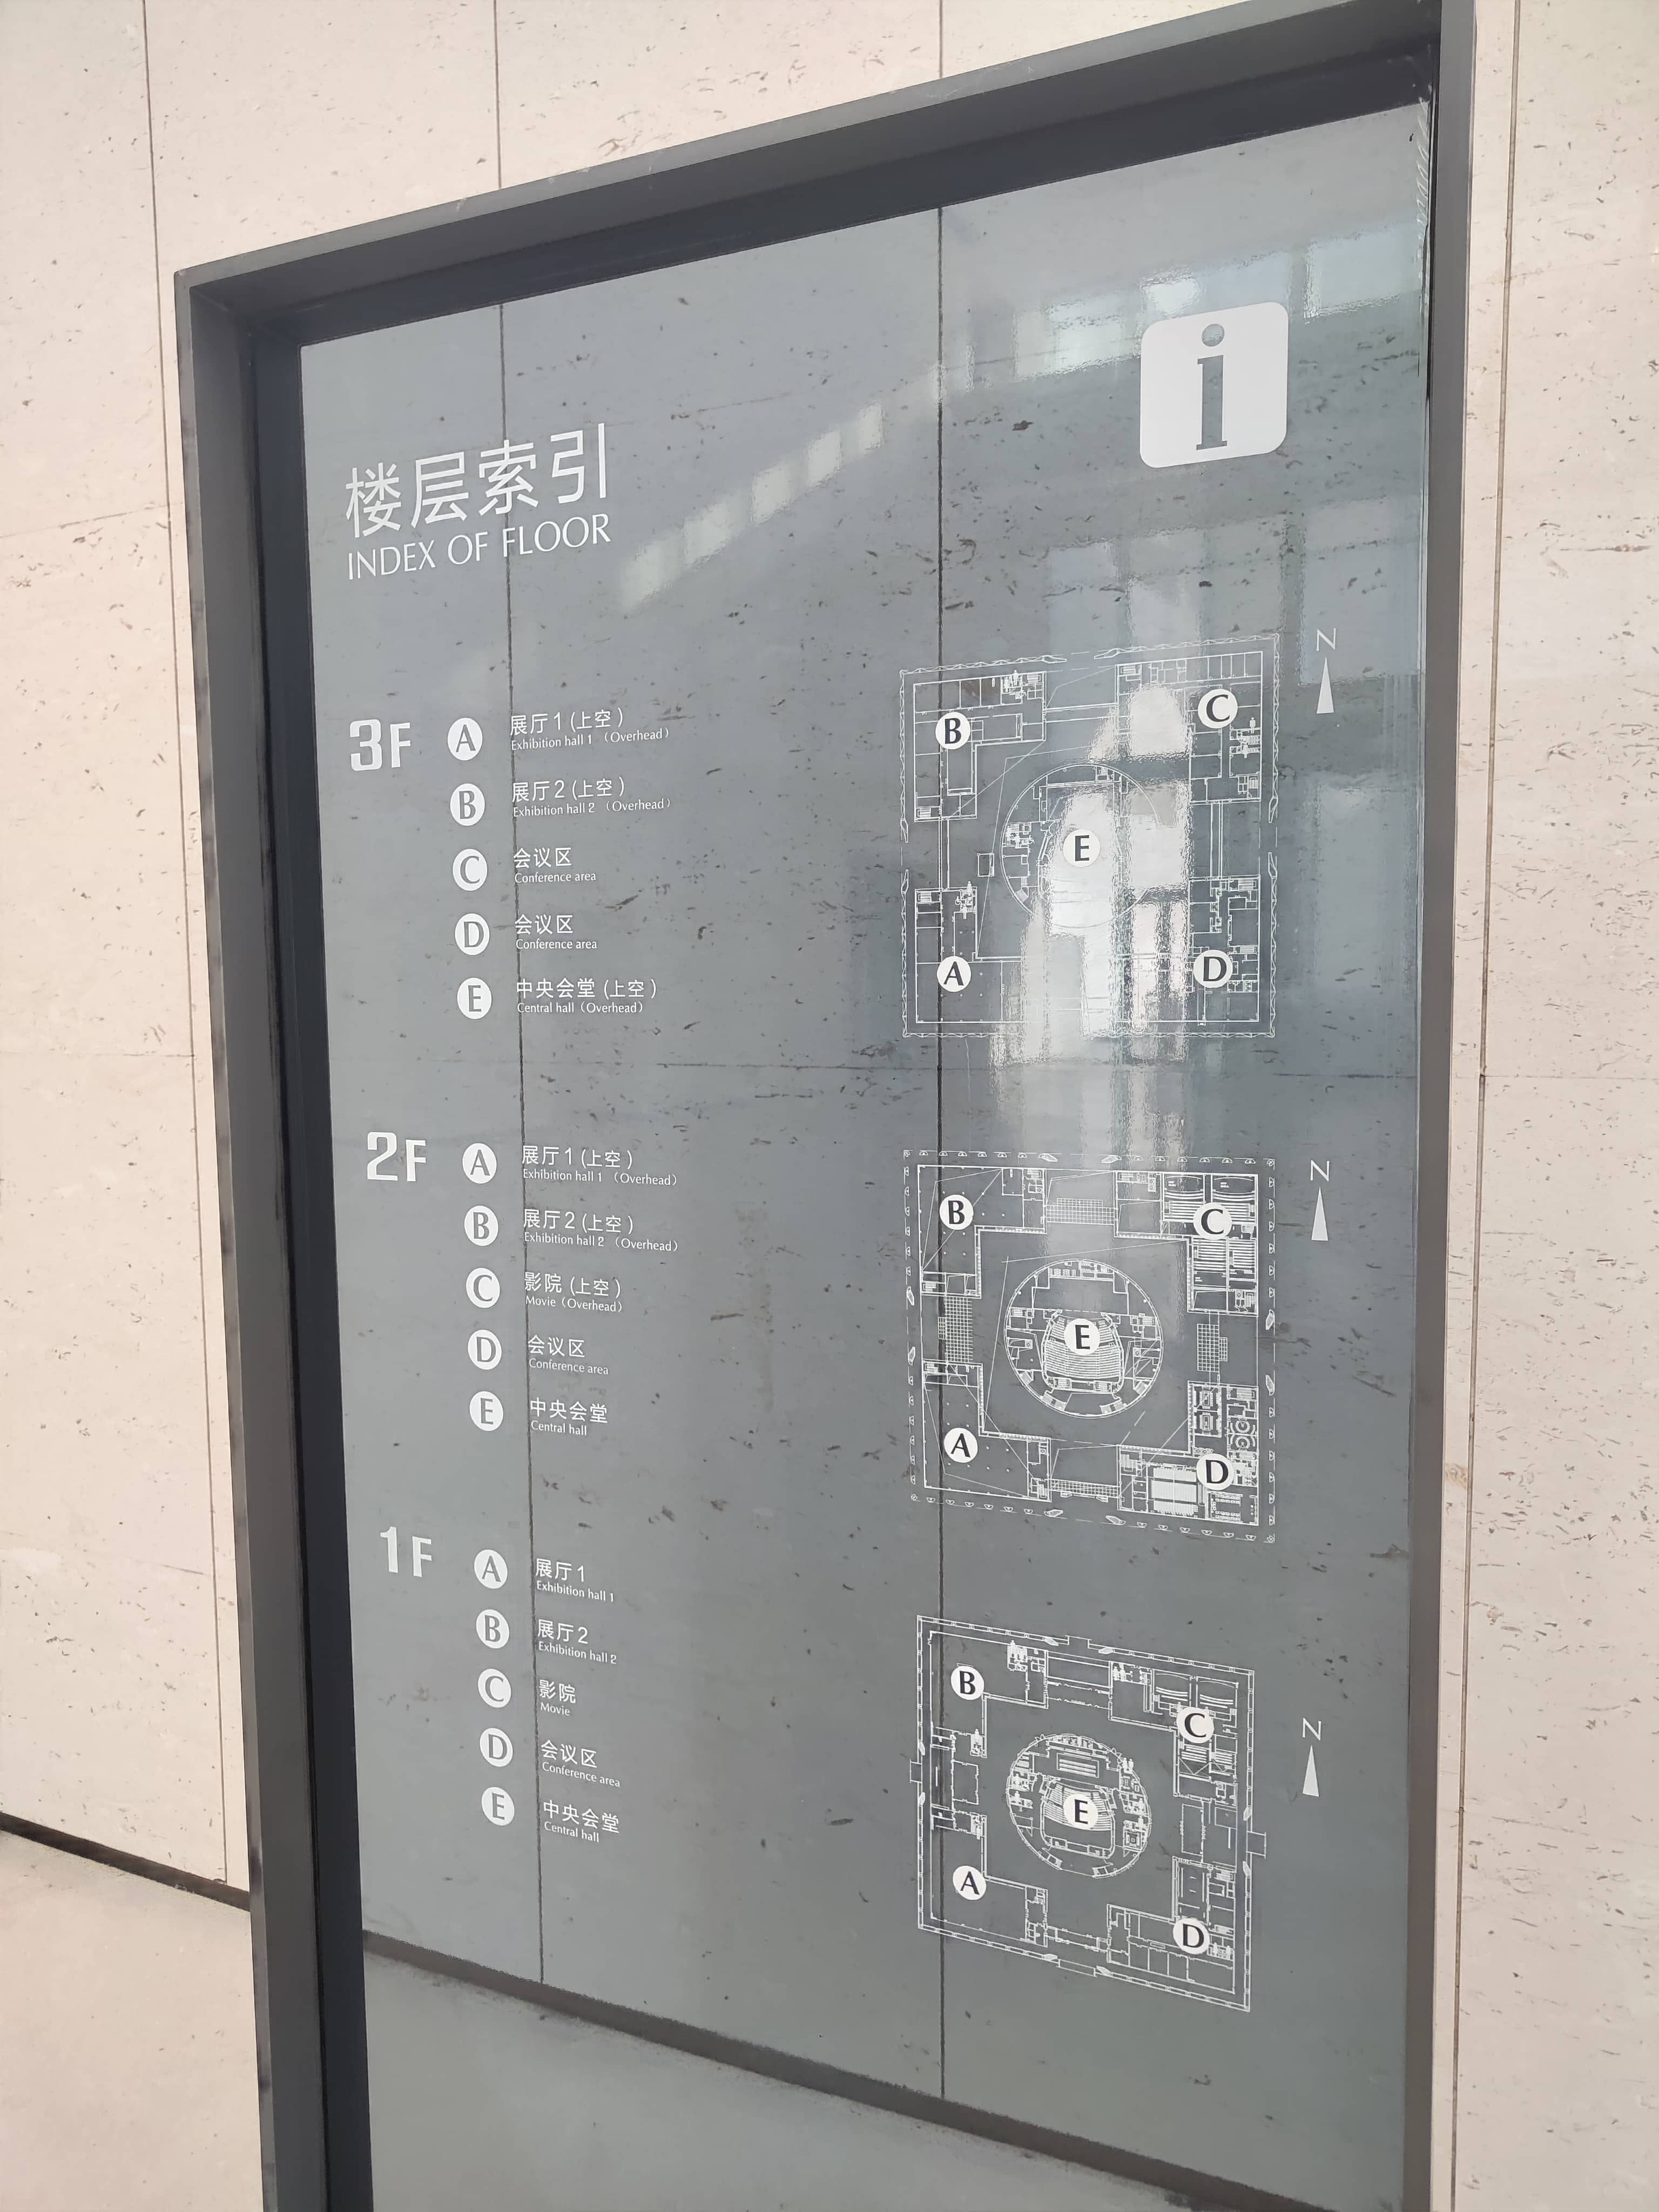 i
楼层索引
INDEX OF FLOOR
3F
A 展厅1(上空)
Exhibition hall 1 (Overhead)
B 展厅2(上空)
Exhibition hall 2 (Overhead)
C 会议区
Conference area
D 会议区
Conference area
E 中央会堂(上空)
Central hall (Overhead)
N
B
C
E
A
D
2F
A 展厅1(上空)
Exhibition hall 1 (Overhead)
B 展厅2(上空)
Exhibition hall 2 (Overhead)
C 影院(上空)
Movie (Overhead)
D 会议区
Conference area
E 中央会堂
Central hall
N
B
C
E
A
D
1F
A 展厅1
Exhibition hall 1
B 展厅2
Exhibition hall 2
C 影院
Movie
D 会议区
Conference area
E 中央会堂
Central hall
N
B
C
E
A
D